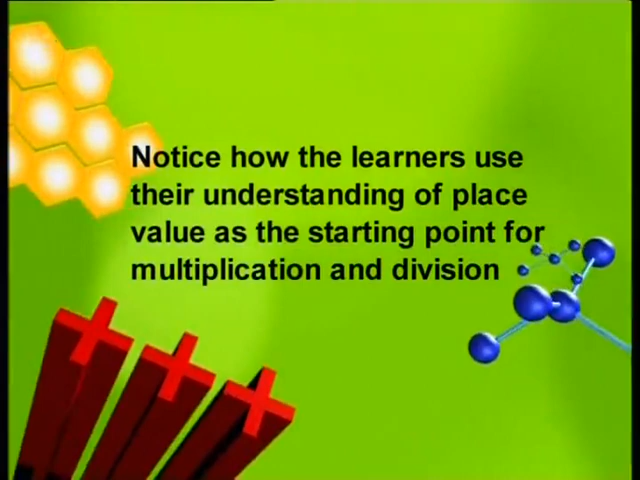 Notice how the learners use
their understanding of place
value as the starting point for
multiplication and division